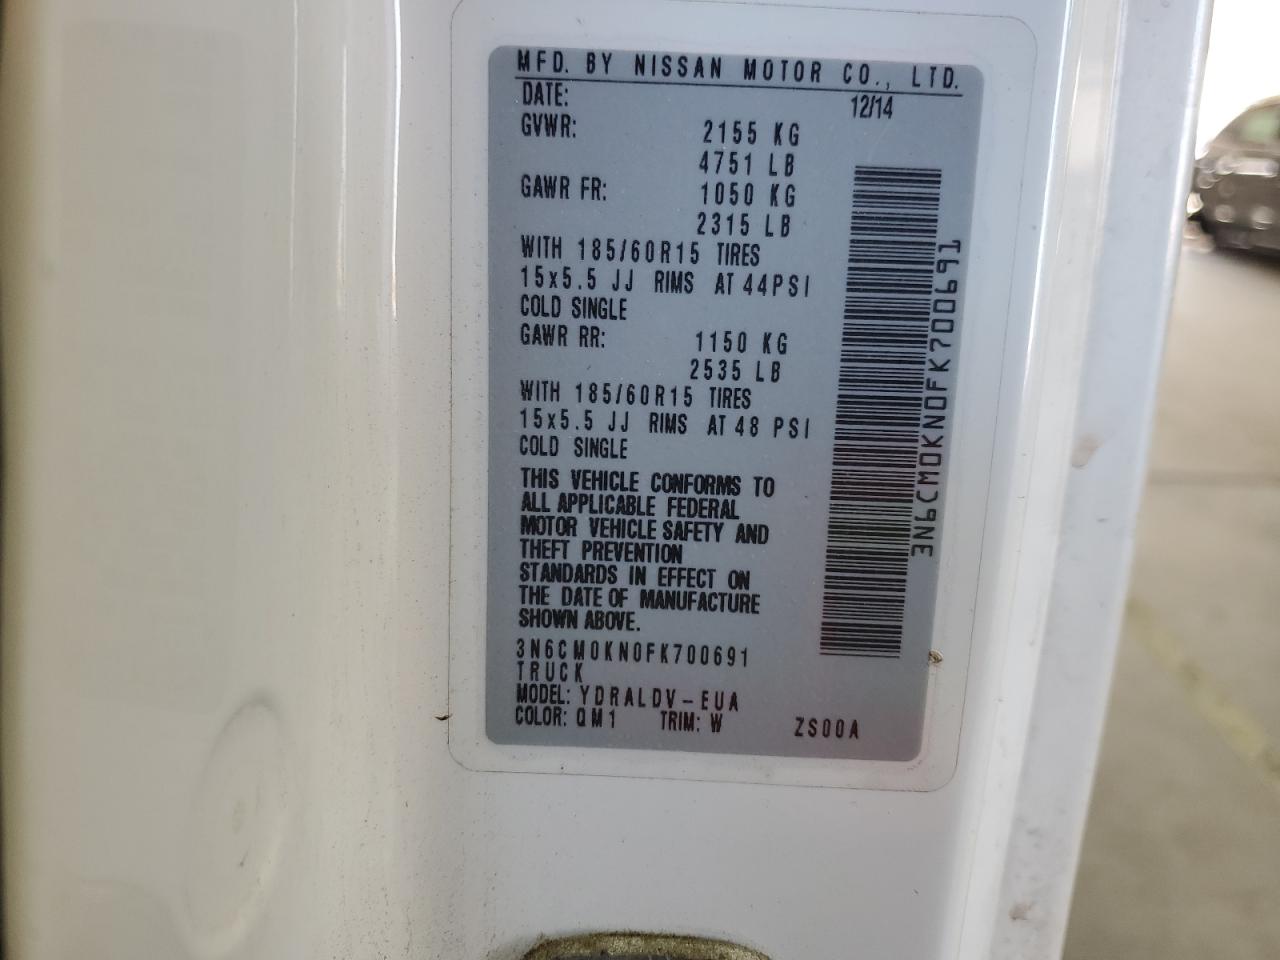 MFD. BY NISSAN MOTOR CO., LTD.
DATE: 12/14
GVWR: 2155 KG
4751 LB
GAWR FR: 1050 KG
2315 LB
WITH 185/60R15 TIRES
15x5.5 JJ RIMS AT 44PSI
COLD SINGLE
GAWR RR: 1150 KG
2535 LB
WITH 185/60R15 TIRES
15x5.5 JJ RIMS AT 48 PSI
COLD SINGLE
THIS VEHICLE CONFORMS TO
ALL APPLICABLE FEDERAL
MOTOR VEHICLE SAFETY AND
THEFT PREVENTION
STANDARDS IN EFFECT ON
THE DATE OF MANUFACTURE
SHOWN ABOVE.
3N6CM0KN0FK700691
TRUCK
MODEL: YDRALDV-EUA
COLOR: QM1 TRIM: W ZS00A
3N6CM0KN0FK700691